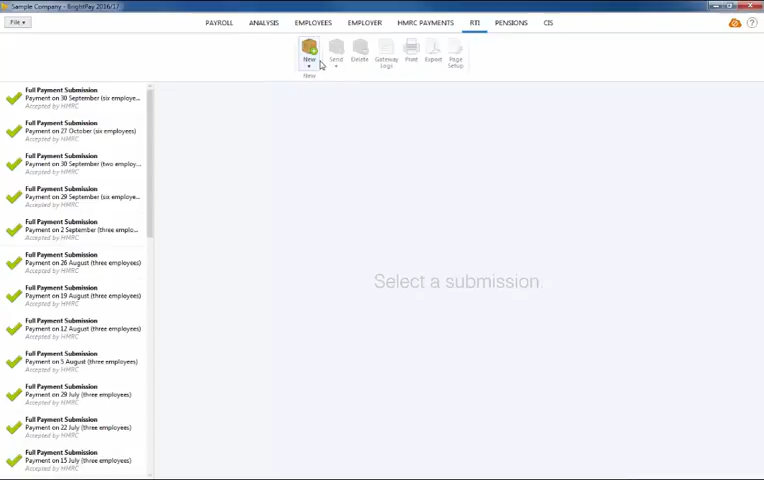 Sample Company - BrightPay 2016/17
File
PAYROLL
ANALYSIS
EMPLOYEES
EMPLOYER
HMRC PAYMENTS
RTI
PENSIONS
CIS
New
Send
Delete
Gateway
Logs
Print
Export
Page
Setup
New
Full Payment Submission
Payment on 30 September (six employe...
Accepted by HMRC
Full Payment Submission
Payment on 27 October (six employees)
Accepted by HMRC
Full Payment Submission
Payment on 30 September (two employ...
Accepted by HMRC
Full Payment Submission
Payment on 29 September (six employe...
Accepted by HMRC
Full Payment Submission
Payment on 2 September (three emplo...
Accepted by HMRC
Full Payment Submission
Payment on 26 August (three employees)
Accepted by HMRC
Full Payment Submission
Payment on 19 August (three employees)
Accepted by HMRC
Full Payment Submission
Payment on 12 August (three employees)
Accepted by HMRC
Full Payment Submission
Payment on 5 August (three employees)
Accepted by HMRC
Full Payment Submission
Payment on 29 July (three employees)
Accepted by HMRC
Full Payment Submission
Payment on 22 July (three employees)
Accepted by HMRC
Full Payment Submission
Payment on 15 July (three employees)
Accepted by HMRC
Select a submission.